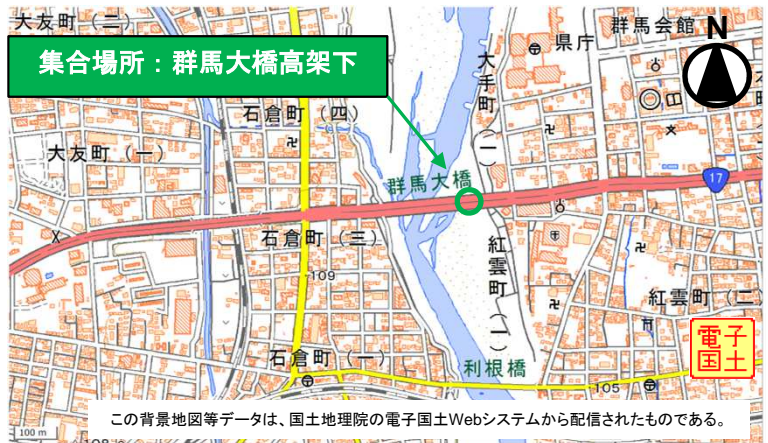 大友町(二)
群馬会館
N
県庁
集合場所：群馬大橋高架下
大手町(一)
石倉町(四)
大友町(一)
群馬大橋
17
石倉町(三)
紅雲町(一)
109
紅雲町(二)
石倉町(一)
利根橋
105
電子
国土
100 m
この背景地図等データは、国土地理院の電子国土Webシステムから配信されたものである。